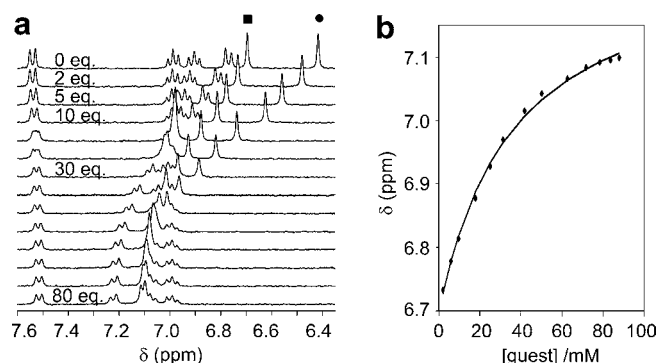 a
■ ●
0 eq.
2 eq.
5 eq.
10 eq.
30 eq.
80 eq.
7.6 7.4 7.2 7.0 6.8 6.6 6.4
δ (ppm)
b
7.1
7.0
6.9
6.8
6.7
δ (ppm)
0 20 40 60 80 100
[guest] /mM